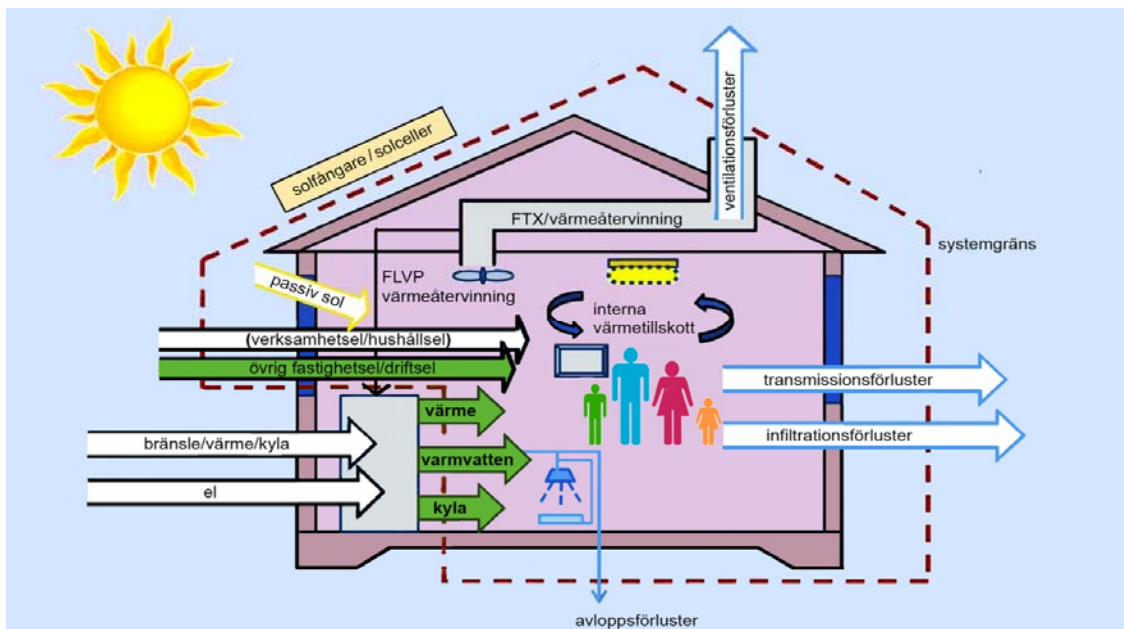 solfångare / solceller
ventilationsförluster
FTX/värmeåtervinning
systemgräns
passiv sol
FLVP
värmeåtervinning
interna
värmetillskott
(verksamhetsel/hushållsel)
övrig fastighetsel/driftsel
transmissionsförluster
värme
bränsle/värme/kyla
infiltrationsförluster
varmvatten
el
kyla
avloppsförluster